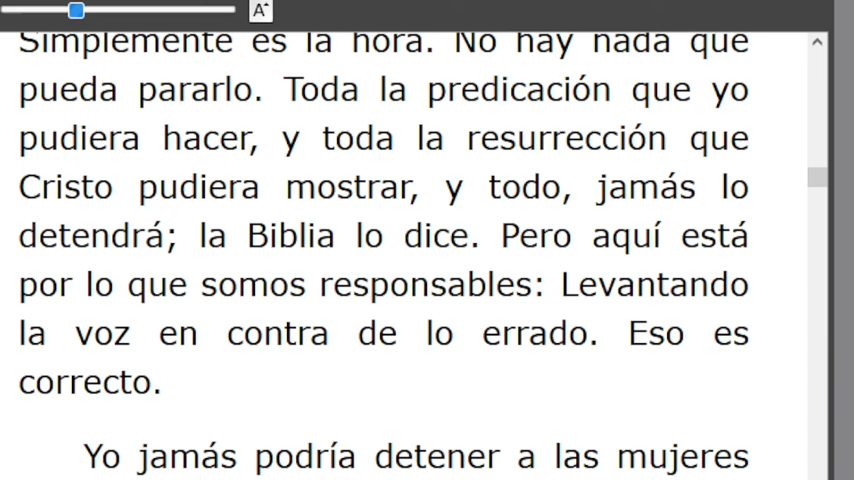 A
Simplemente es la hora. No hay nada que
pueda pararlo. Toda la predicación que yo
pudiera hacer, y toda la resurrección que
Cristo pudiera mostrar, y todo, jamás lo
detendrá; la Biblia lo dice. Pero aquí está
por lo que somos responsables: Levantando
la voz en contra de lo errado. Eso es
correcto.
Yo jamás podría detener a las mujeres